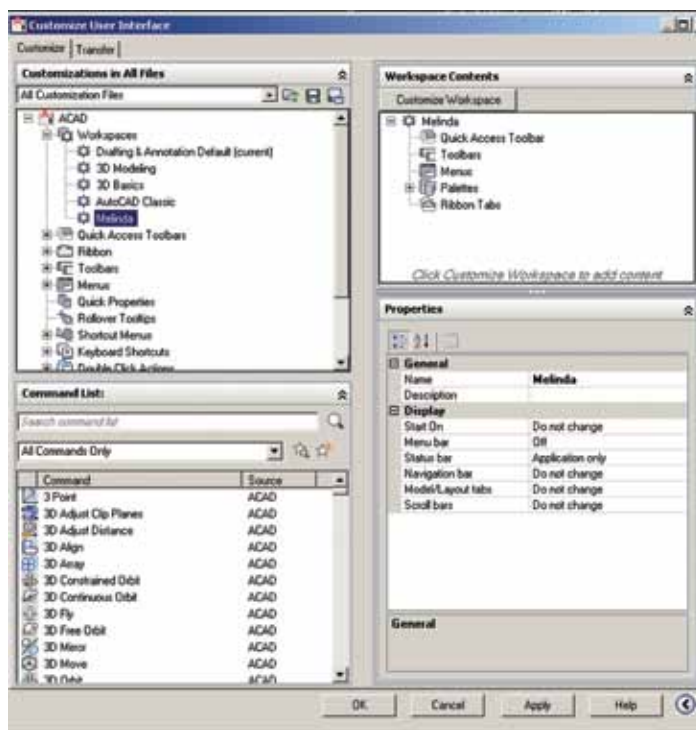 Customize User Interface
Customize
Transfer
Customizations in All Files
All Customization Files
ACAD
Workspaces
Drafting & Annotation Default (current)
3D Modeling
3D Basics
AutoCAD Classic
Melinda
Quick Access Toolbars
Ribbon
Toolbars
Menus
Quick Properties
Rollover Tooltips
Shortcut Menus
Keyboard Shortcuts
Double Click Actions
Command List:
Search command list
All Commands Only
Command Source
3 Point ACAD
3D Adjust Clip Planes ACAD
3D Adjust Distance ACAD
3D Align ACAD
3D Array ACAD
3D Constrained Orbit ACAD
3D Continuous Orbit ACAD
3D Fly ACAD
3D Free Orbit ACAD
3D Mirror ACAD
3D Move ACAD
3D Orbit ACAD
Workspace Contents
Customize Workspace
Melinda
Quick Access Toolbar
Toolbars
Menus
Palettes
Ribbon Tabs
Click Customize Workspace to add content
Properties
General
Name Melinda
Description
Display
Start On Do not change
Menu bar Off
Status bar Application only
Navigation bar Do not change
Model/Layout tabs Do not change
Scroll bars Do not change
General
OK
Cancel
Apply
Help